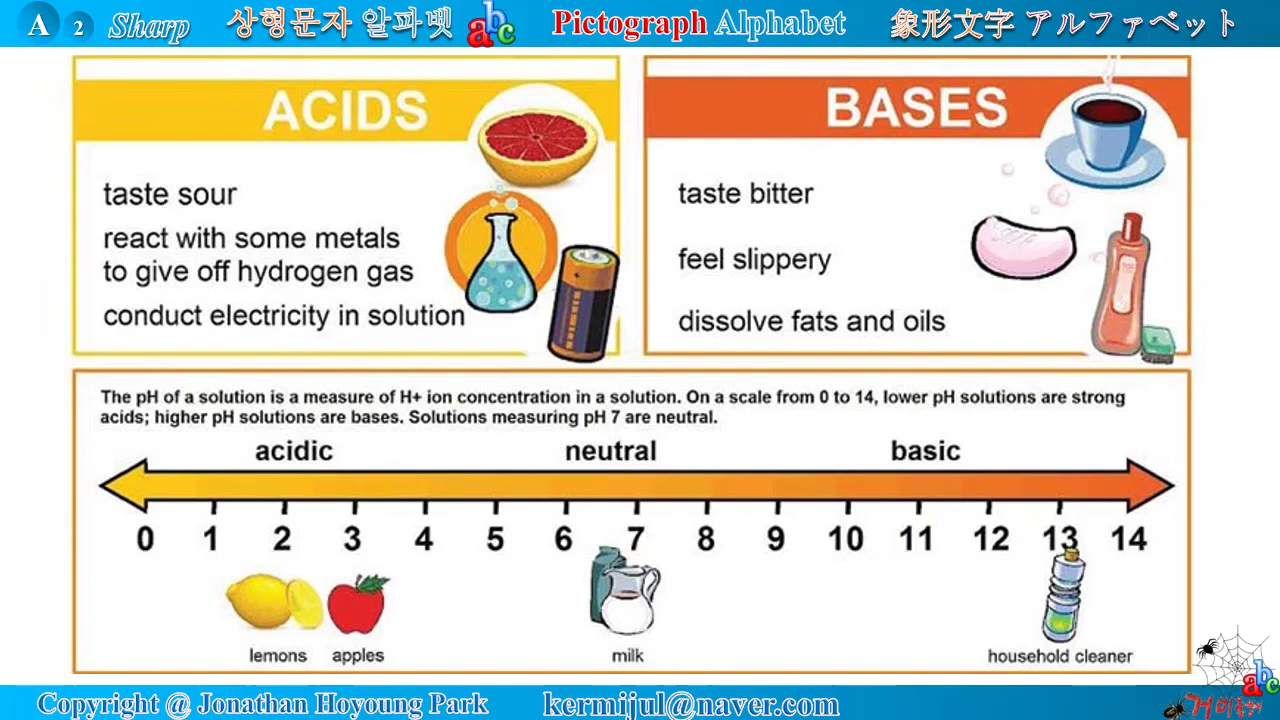 A 2 Sharp 상형문자 알파벳 abc Pictograph Alphabet 象形文字 アルファベット
ACIDS
taste sour
react with some metals
to give off hydrogen gas
conduct electricity in solution
BASES
taste bitter
feel slippery
dissolve fats and oils
The pH of a solution is a measure of H+ ion concentration in a solution. On a scale from 0 to 14, lower pH solutions are strong
acids; higher pH solutions are bases. Solutions measuring pH 7 are neutral.
acidic neutral basic
0 1 2 3 4 5 6 7 8 9 10 11 12 13 14
lemons apples milk household cleaner
abc
Copyright @ Jonathan Hoyoung Park kermijul@naver.com